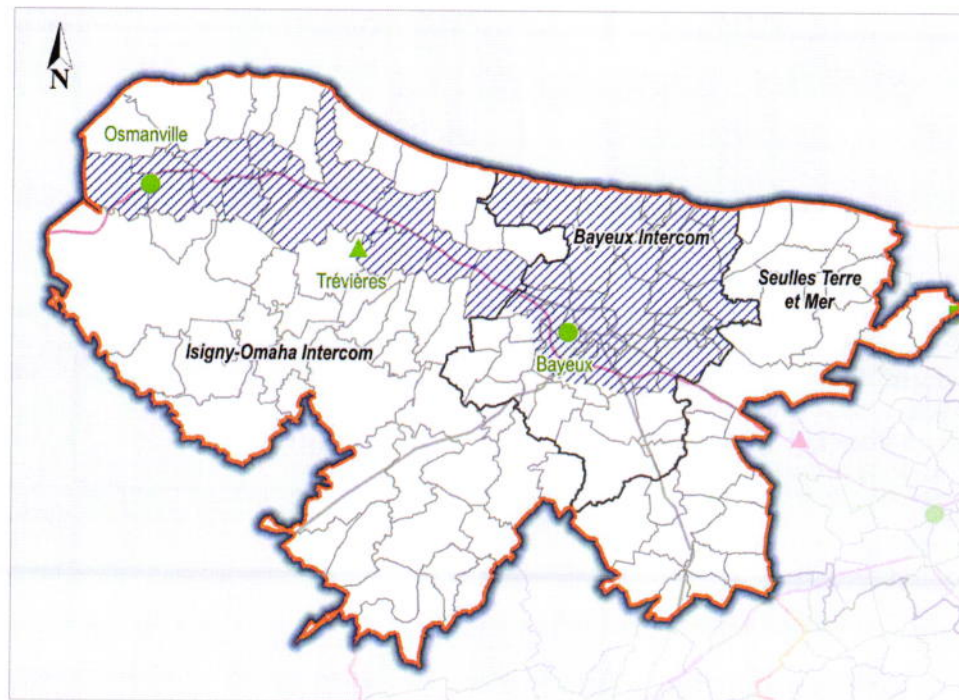 N
Osmanville
Bayeux Intercom
Trévières
Seulles Terre
et Mer
Isigny-Omaha Intercom
Bayeux